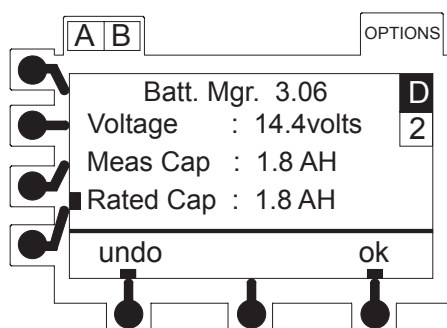 A B
OPTIONS
Batt. Mgr. 3.06
D
Voltage : 14.4volts
2
Meas Cap : 1.8 AH
Rated Cap : 1.8 AH
undo ok